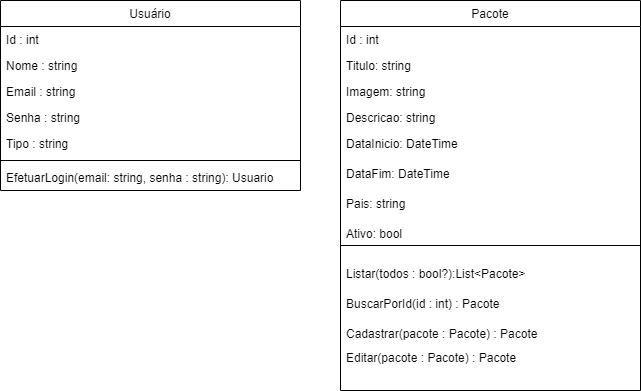 Usuário
Id : int
Nome : string
Email : string
Senha : string
Tipo : string
EfetuarLogin(email: string, senha : string): Usuario
Pacote
Id : int
Titulo: string
Imagem: string
Descricao: string
DataInicio: DateTime
DataFim: DateTime
Pais: string
Ativo: bool
Listar(todos : bool?):List<Pacote>
BuscarPorId(id : int) : Pacote
Cadastrar(pacote : Pacote) : Pacote
Editar(pacote : Pacote) : Pacote